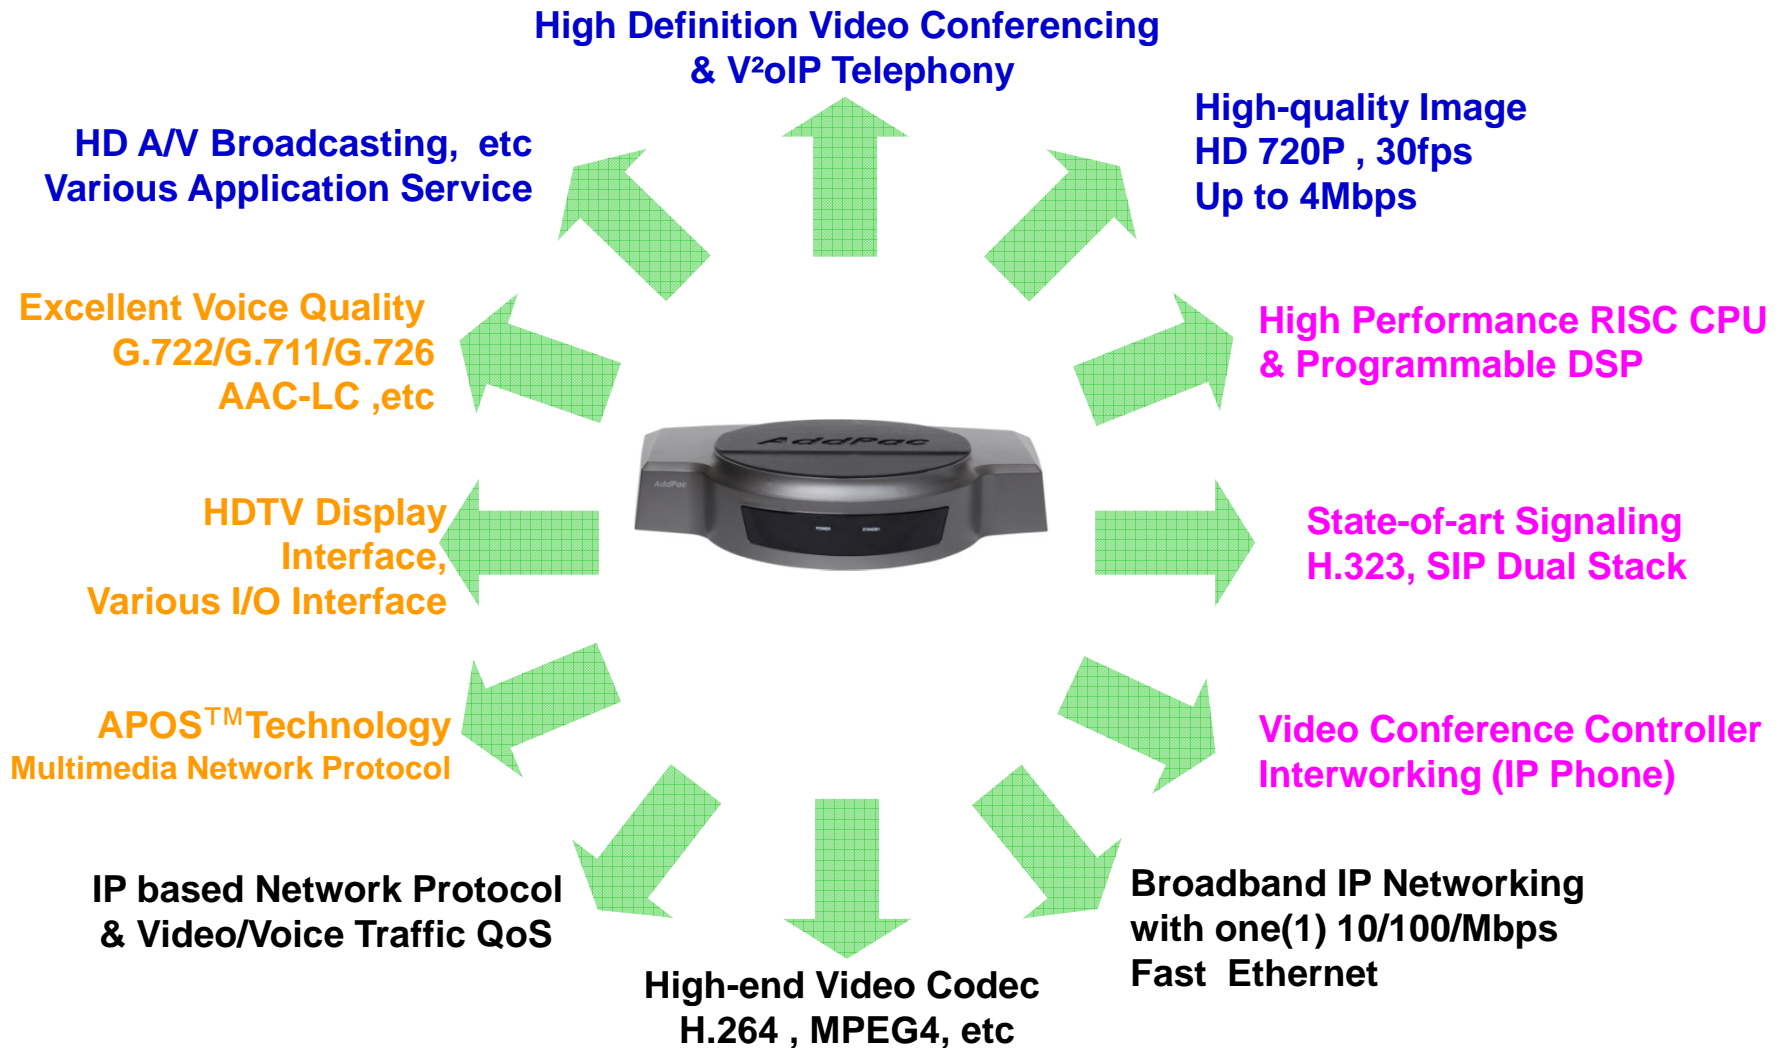 High Definition Video Conferencing
& V²oIP Telephony
HD A/V Broadcasting, etc
Various Application Service
High-quality Image
HD 720P , 30fps
Up to 4Mbps
Excellent Voice Quality
G.722/G.711/G.726
AAC-LC ,etc
High Performance RISC CPU
& Programmable DSP
AddPac
AddPac
POWER
STANDBY
HDTV Display
Interface,
Various I/O Interface
State-of-art Signaling
H.323, SIP Dual Stack
APOS™Technology
Multimedia Network Protocol
Video Conference Controller
Interworking (IP Phone)
IP based Network Protocol
& Video/Voice Traffic QoS
Broadband IP Networking
with one(1) 10/100/Mbps
Fast Ethernet
High-end Video Codec
H.264 , MPEG4, etc